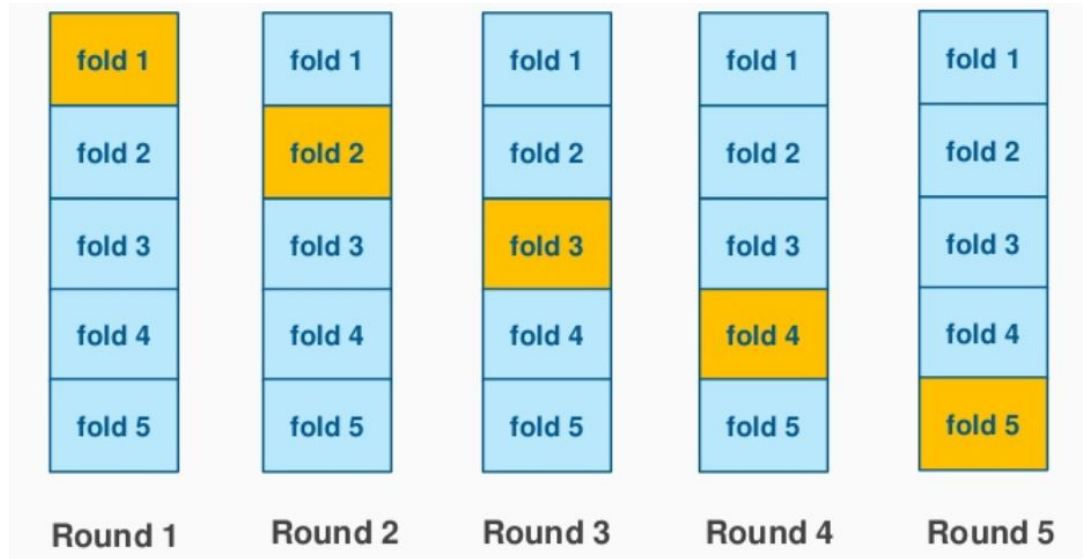 fold 1 fold 1 fold 1 fold 1 fold 1
fold 2 fold 2 fold 2 fold 2 fold 2
fold 3 fold 3 fold 3 fold 3 fold 3
fold 4 fold 4 fold 4 fold 4 fold 4
fold 5 fold 5 fold 5 fold 5 fold 5
Round 1 Round 2 Round 3 Round 4 Round 5